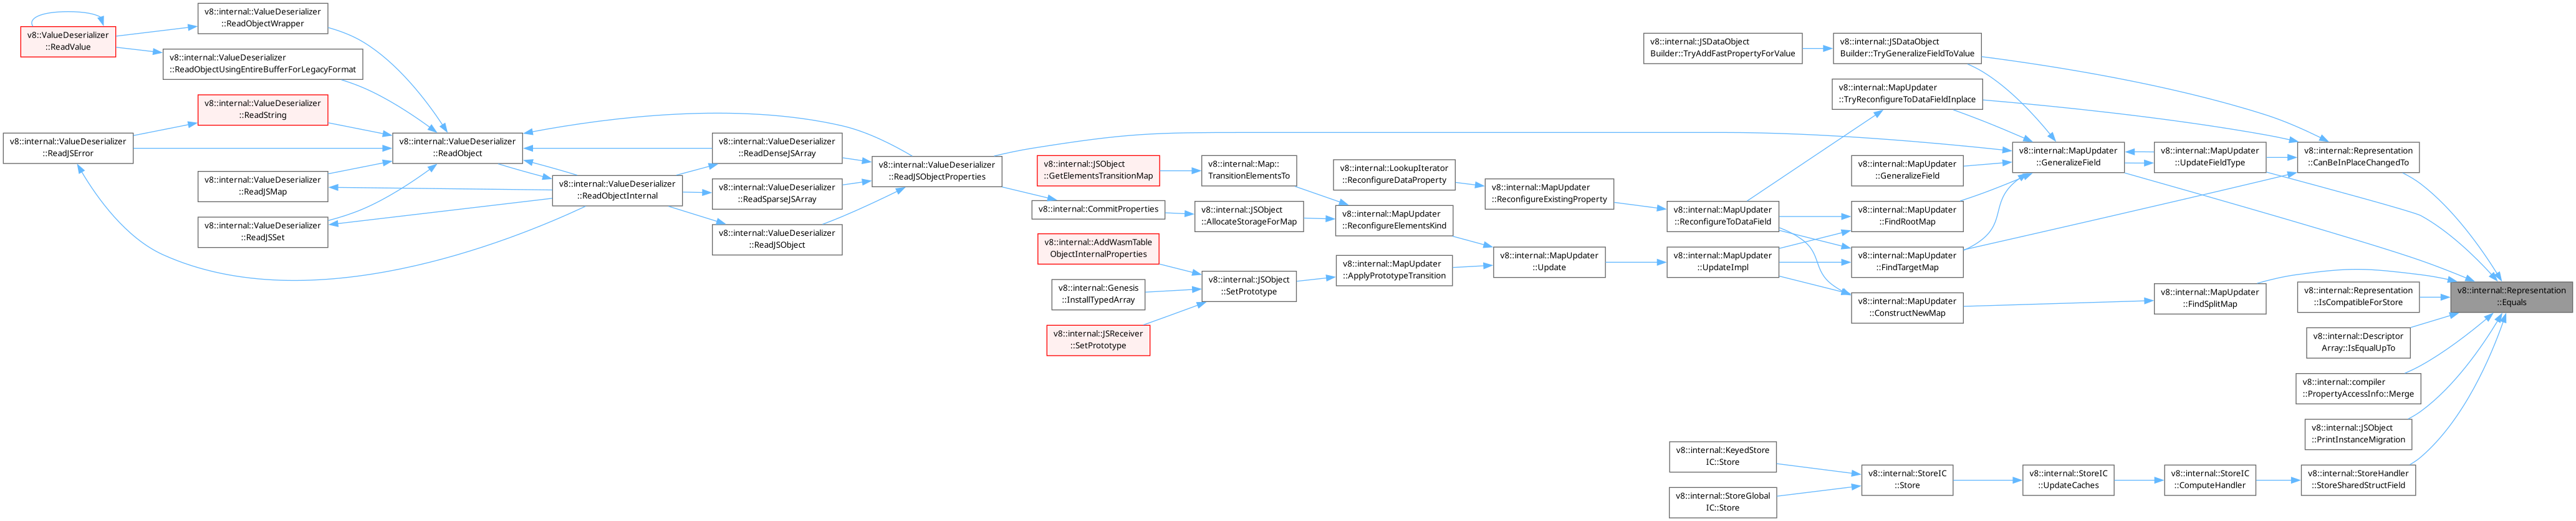 v8::internal::ValueDeserializer
::ReadObjectWrapper
v8::ValueDeserializer
::ReadValue
v8::internal::ValueDeserializer
::ReadObjectUsingEntireBufferForLegacyFormat
v8::internal::ValueDeserializer
::ReadString
v8::internal::ValueDeserializer
::ReadJSError
v8::internal::ValueDeserializer
::ReadJSMap
v8::internal::ValueDeserializer
::ReadJSSet
v8::internal::ValueDeserializer
::ReadObject
v8::internal::ValueDeserializer
::ReadObjectInternal
v8::internal::ValueDeserializer
::ReadDenseJSArray
v8::internal::ValueDeserializer
::ReadSparseJSArray
v8::internal::ValueDeserializer
::ReadJSObject
v8::internal::ValueDeserializer
::ReadJSObjectProperties
v8::internal::JSObject
::GetElementsTransitionMap
v8::internal::CommitProperties
v8::internal::AddWasmTable
ObjectInternalProperties
v8::internal::Genesis
::InstallTypedArray
v8::internal::JSReceiver
::SetPrototype
v8::internal::Map::
TransitionElementsTo
v8::internal::JSObject
::AllocateStorageForMap
v8::internal::JSObject
::SetPrototype
v8::internal::LookupIterator
::ReconfigureDataProperty
v8::internal::MapUpdater
::ReconfigureElementsKind
v8::internal::MapUpdater
::ApplyPrototypeTransition
v8::internal::MapUpdater
::ReconfigureExistingProperty
v8::internal::MapUpdater
::Update
v8::internal::JSDataObject
Builder::TryAddFastPropertyForValue
v8::internal::MapUpdater
::ReconfigureToDataField
v8::internal::MapUpdater
::UpdateImpl
v8::internal::KeyedStore
IC::Store
v8::internal::StoreGlobal
IC::Store
v8::internal::JSDataObject
Builder::TryGeneralizeFieldToValue
v8::internal::MapUpdater
::TryReconfigureToDataFieldInplace
v8::internal::MapUpdater
::GeneralizeField
v8::internal::MapUpdater
::FindRootMap
v8::internal::MapUpdater
::FindTargetMap
v8::internal::MapUpdater
::ConstructNewMap
v8::internal::StoreIC
::Store
v8::internal::MapUpdater
::GeneralizeField
v8::internal::StoreIC
::UpdateCaches
v8::internal::MapUpdater
::UpdateFieldType
v8::internal::MapUpdater
::FindSplitMap
v8::internal::StoreIC
::ComputeHandler
v8::internal::Representation
::CanBeInPlaceChangedTo
v8::internal::Representation
::IsCompatibleForStore
v8::internal::Descriptor
Array::IsEqualUpTo
v8::internal::compiler
::PropertyAccessInfo::Merge
v8::internal::JSObject
::PrintInstanceMigration
v8::internal::StoreHandler
::StoreSharedStructField
v8::internal::Representation
::Equals